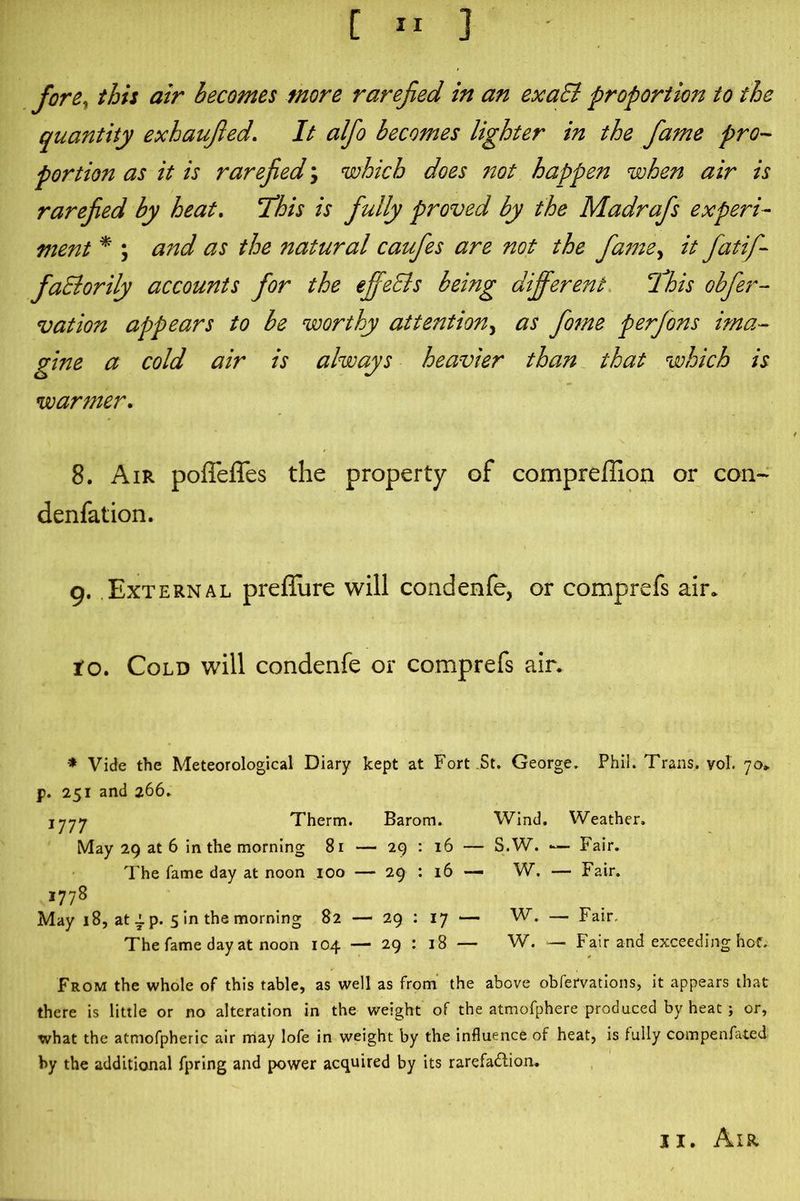 [ 11 ]
fore, this air becomes more rarefied in an exact proportion to the
quantity exhauſted. It alſo becomes lighter in the ſame pro-
portion as it is rarefied; which does not happen when air is
rarefied by heat. This is fully proved by the Madraſs experi-
ment * ; and as the natural cauſes are not the ſame, it ſatiſ-
factorily accounts for the effects being different. This obſer-
vation appears to be worthy attention, as ſome perſons ima-
gine a cold air is always heavier than that which is
warmer.
8. Air poſſeſſes the property of compreſſion or con-
denſation.
9. External preſſure will condenſe, or compreſs air.
10. Cold will condenſe or compreſs air.
* Vide the Meteorological Diary kept at Fort St. George. Phil. Trans. vol. 70.
p. 251 and 266.
1777 Therm. Barom. Wind. Weather.
May 29 at 6 in the morning 81 — 29 : 16 — S.W. — Fair.
The ſame day at noon 100 — 29 : 16 — W. — Fair.
1778
May 18, at ½ p. 5 in the morning 82 — 29 : 17 — W. — Fair.
The ſame day at noon 104 — 29 : 18 — W. — Fair and exceeding hot.
From the whole of this table, as well as from the above obſervations, it appears that
there is little or no alteration in the weight of the atmoſphere produced by heat ; or,
what the atmoſpheric air may loſe in weight by the influence of heat, is fully compenſated
by the additional ſpring and power acquired by its rarefaction.
11. Air